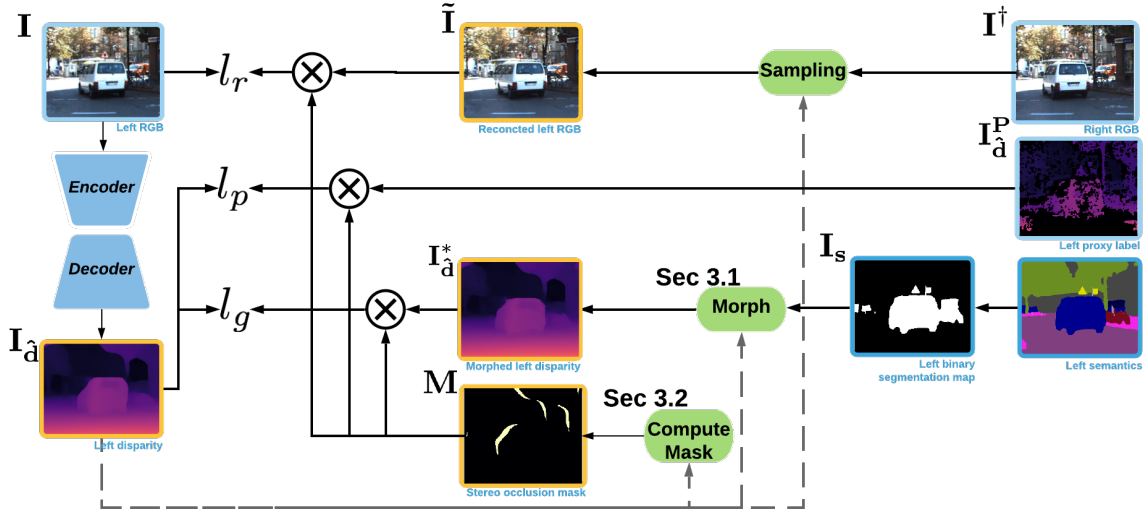 I
Left RGB
l_r
Ĩ
Reconcted left RGB
Sampling
I†
Right RGB
Encoder
l_p
I_d̂^P
Left proxy label
Decoder
l_g
I_d̂^*
Morphed left disparity
Sec 3.1
Morph
I_s
Left binary
segmentation map
Left semantics
I_d̂
Left disparity
M
Stereo occlusion mask
Sec 3.2
Compute
Mask